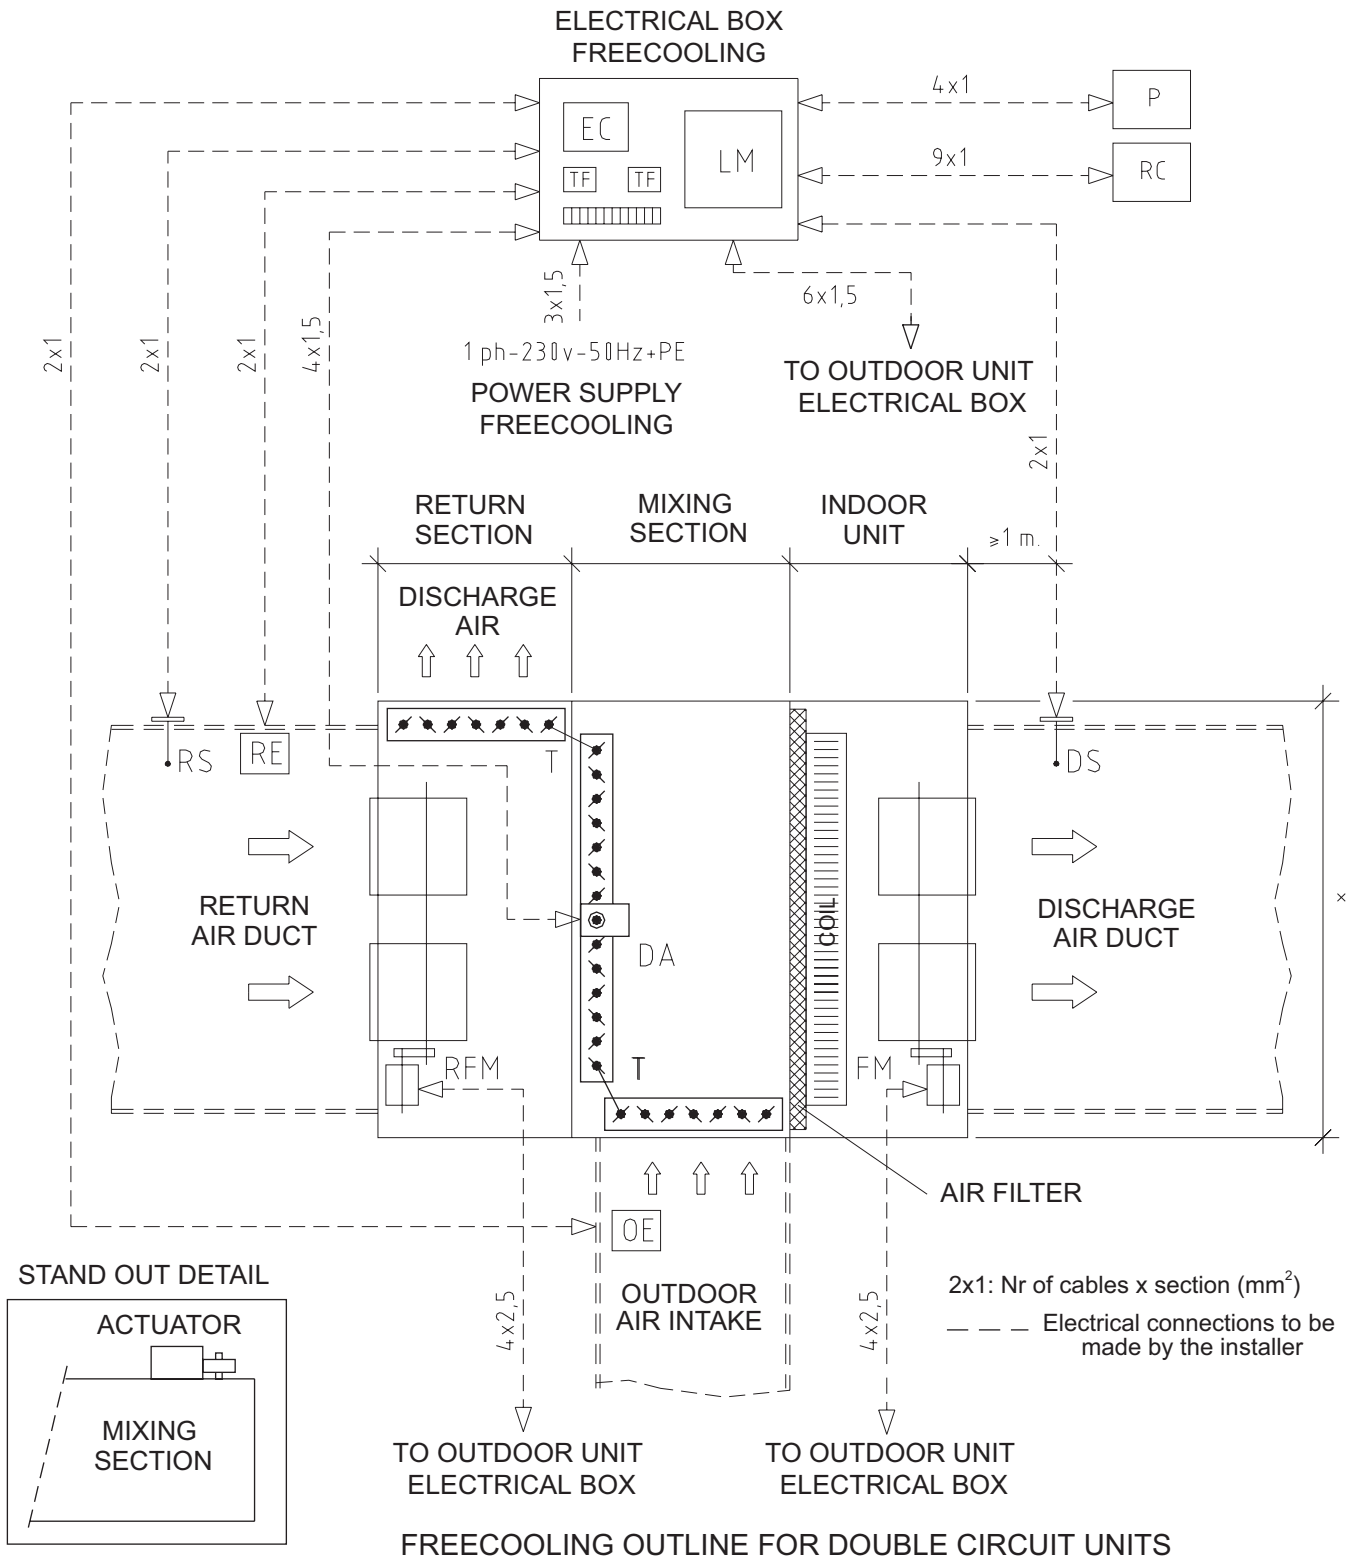 ELECTRICAL BOX
FREECOOLING
EC
TF
TF
LM
4x1
P
9x1
RC
2x1
2x1
2x1
4x1,5
3x1,5
6x1,5
1 ph-230v-50Hz+PE
POWER SUPPLY
FREECOOLING
TO OUTDOOR UNIT
ELECTRICAL BOX
2x1
RETURN
SECTION
MIXING
SECTION
INDOOR
UNIT
≥1 m.
DISCHARGE
AIR
RS
RE
T
DS
RETURN
AIR DUCT
COIL
DISCHARGE
AIR DUCT
x
DA
RFM
T
FM
AIR FILTER
OE
OUTDOOR
AIR INTAKE
4x2,5
4x2,5
STAND OUT DETAIL
ACTUATOR
MIXING
SECTION
2x1: Nr of cables x section (mm²)
Electrical connections to be
made by the installer
TO OUTDOOR UNIT
ELECTRICAL BOX
TO OUTDOOR UNIT
ELECTRICAL BOX
FREECOOLING OUTLINE FOR DOUBLE CIRCUIT UNITS